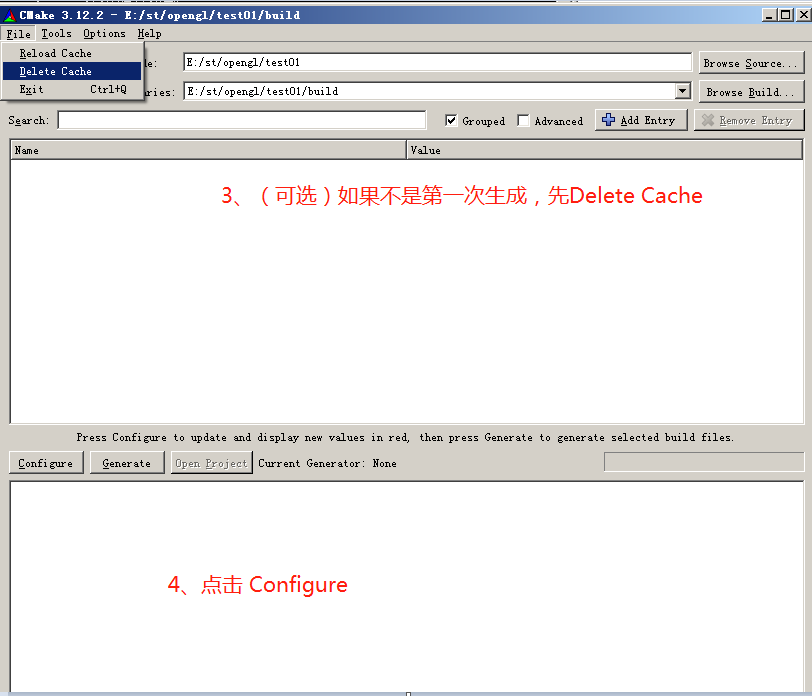 CMake 3.12.2 - E:/st/opengl/test01/build
File Tools Options Help
Reload Cache
Delete Cache
Exit Ctrl+Q
E:/st/opengl/test01
Browse Source...
E:/st/opengl/test01/build
Browse Build...
Search:
Grouped
Advanced
Add Entry
Remove Entry
Name
Value
3、（可选）如果不是第一次生成，先Delete Cache
Press Configure to update and display new values in red, then press Generate to generate selected build files.
Configure
Generate
Open Project
Current Generator: None
4、点击 Configure